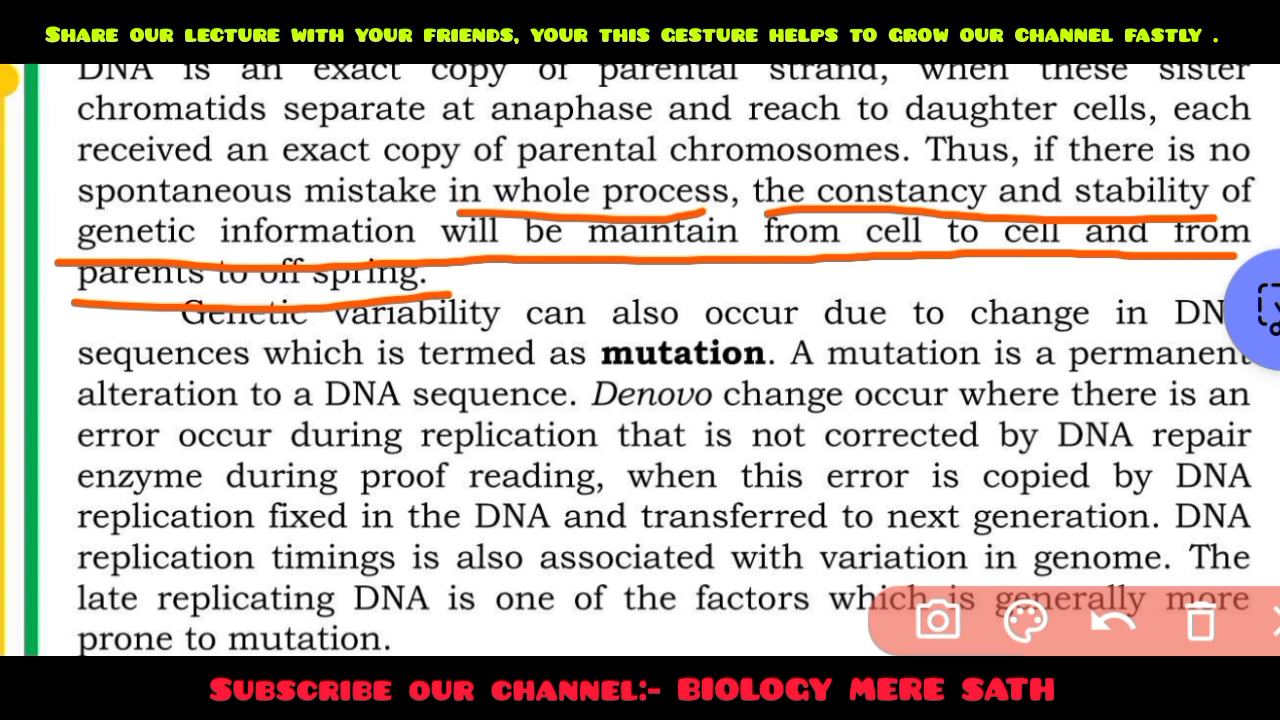 SHARE OUR LECTURE WITH YOUR FRIENDS, YOUR THIS GESTURE HELPS TO GROW OUR CHANNEL FASTLY .
DNA is an exact copy of parental strand, when these sister
chromatids separate at anaphase and reach to daughter cells, each
received an exact copy of parental chromosomes. Thus, if there is no
spontaneous mistake in whole process, the constancy and stability of
genetic information will be maintain from cell to cell and from
parents to off spring.
Genetic variability can also occur due to change in DN
sequences which is termed as mutation. A mutation is a permanent
alteration to a DNA sequence. Denovo change occur where there is an
error occur during replication that is not corrected by DNA repair
enzyme during proof reading, when this error is copied by DNA
replication fixed in the DNA and transferred to next generation. DNA
replication timings is also associated with variation in genome. The
late replicating DNA is one of the factors which is generally more
prone to mutation.
SUBSCRIBE OUR CHANNEL:- BIOLOGY MERE SATH